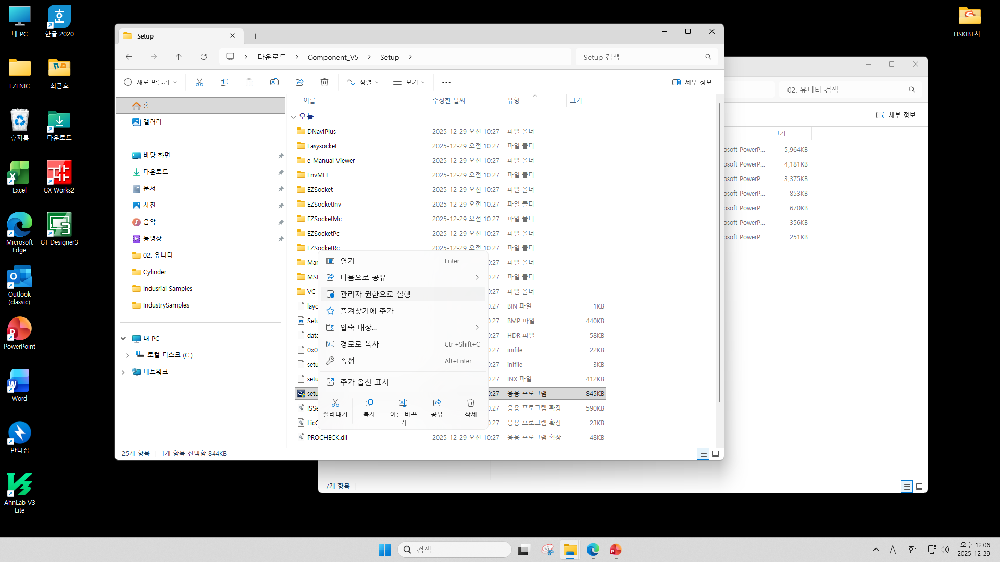 내 PC
한글 2020
EZENIC
최근호
휴지통
다운로드
Excel
GX Works2
Microsoft Edge
GT Designer3
Outlook (classic)
PowerPoint
Word
반디집
AhnLab V3 Lite
HSKIBT시...
Setup
다운로드 > Component_V5 > Setup >
Setup 검색
새로 만들기
정렬
보기
세부 정보
홈
갤러리
바탕 화면
다운로드
문서
사진
음악
동영상
02. 유니티
Cylinder
Indusrial Samples
IndustrySamples
내 PC
로컬 디스크 (C:)
네트워크
이름 수정한 날짜 유형 크기
오늘
DNaviPlus 2025-12-29 오전 10:27 파일 폴더
Easysocket 2025-12-29 오전 10:27 파일 폴더
e-Manual Viewer 2025-12-29 오전 10:27 파일 폴더
EnvMEL 2025-12-29 오전 10:27 파일 폴더
EZSocket 2025-12-29 오전 10:27 파일 폴더
EZSocketInv 2025-12-29 오전 10:27 파일 폴더
EZSocketMc 2025-12-29 오전 10:27 파일 폴더
EZSocketPc 2025-12-29 오전 10:27 파일 폴더
EZSocketRc 2025-12-29 오전 10:27 파일 폴더
Mar 0:27 파일 폴더
MSI 0:27 파일 폴더
VC_ 0:27 파일 폴더
layo 0:27 BIN 파일 1KB
Setu 0:27 BMP 파일 440KB
data 0:27 HDR 파일 58KB
0x0 0:27 inifile 22KB
setu 0:27 inifile 3KB
setu 0:27 INX 파일 412KB
setu 0:27 응용 프로그램 845KB
ISSe 0:27 응용 프로그램 확장 590KB
LicC 0:27 응용 프로그램 확장 23KB
PROCHECK.dll 2025-12-29 오전 10:27 응용 프로그램 확장 48KB
열기 Enter
다음으로 공유
관리자 권한으로 실행
즐겨찾기에 추가
압축 대상...
경로로 복사 Ctrl+Shift+C
속성 Alt+Enter
추가 옵션 표시
잘라내기
복사
이름 바꾸기
공유
삭제
25개 항목 1개 항목 선택함 844KB
02. 유니티 검색
세부 정보
크기
osoft PowerP... 5,964KB
osoft PowerP... 4,181KB
osoft PowerP... 3,375KB
osoft PowerP... 853KB
osoft PowerP... 670KB
osoft PowerP... 356KB
osoft PowerP... 251KB
7개 항목
검색
A
한
오후 12:06
2025-12-29